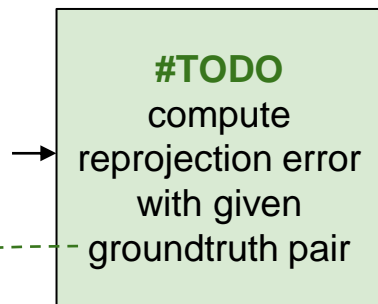 #TODO
compute
reprojection error
with given
groundtruth pair